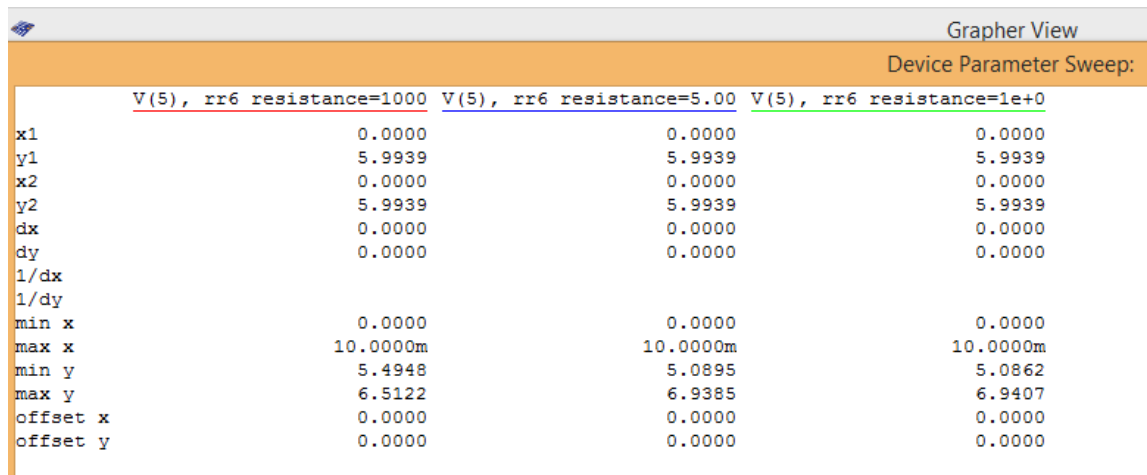 Grapher View
Device Parameter Sweep:
V(5), rr6 resistance=1000 V(5), rr6 resistance=5.00 V(5), rr6 resistance=1e+0
x1 0.0000 0.0000 0.0000
y1 5.9939 5.9939 5.9939
x2 0.0000 0.0000 0.0000
y2 5.9939 5.9939 5.9939
dx 0.0000 0.0000 0.0000
dy 0.0000 0.0000 0.0000
1/dx
1/dy
min x 0.0000 0.0000 0.0000
max x 10.0000m 10.0000m 10.0000m
min y 5.4948 5.0895 5.0862
max y 6.5122 6.9385 6.9407
offset x 0.0000 0.0000 0.0000
offset y 0.0000 0.0000 0.0000